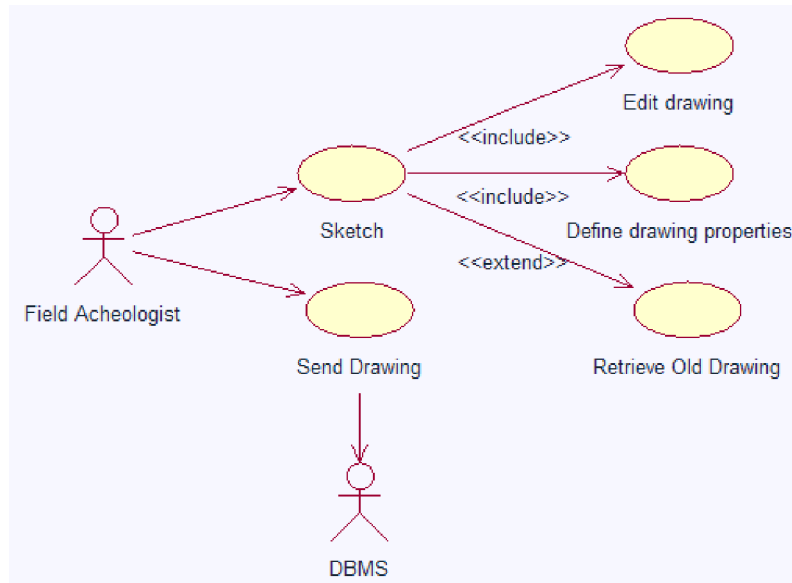 Edit drawing
<<include>>
Sketch
<<include>>
Define drawing properties
<<extend>>
Field Acheologist
Send Drawing
Retrieve Old Drawing
DBMS